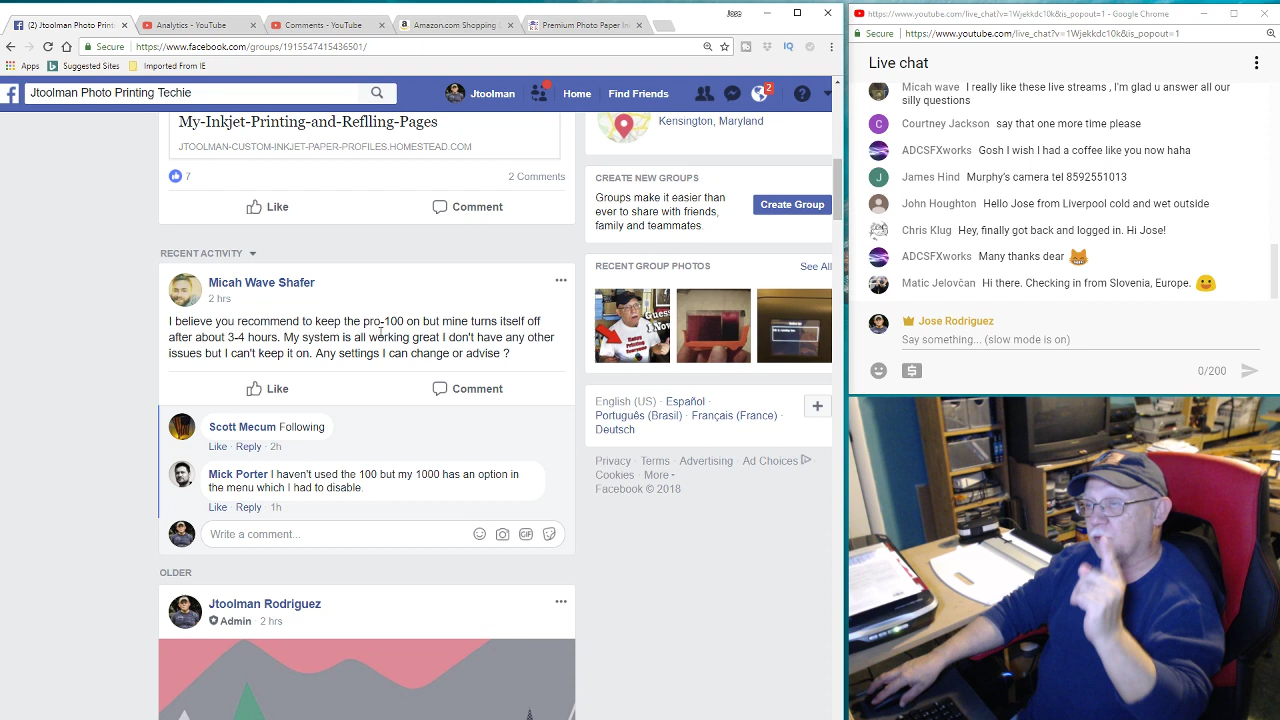 (2) Jtoolman Photo Printi
Analytics - YouTube
Comments - YouTube
Amazon.com Shopping C
Premium Photo Paper In
Jose
Secure
https://www.facebook.com/groups/1915547415436501/
IQ
Apps
Suggested Sites
Imported From IE
Jtoolman Photo Printing Techie
Jtoolman
Home
Find Friends
2
My-Inkjet-Printing-and-Reflling-Pages
JTOOLMAN-CUSTOM-INKJET-PAPER-PROFILES.HOMESTEAD.COM
7
2 Comments
Like
Comment
RECENT ACTIVITY
Micah Wave Shafer
2 hrs
I believe you recommend to keep the pro-100 on but mine turns itself off
after about 3-4 hours. My system is all working great I don't have any other
issues but I can't keep it on. Any settings I can change or advise ?
Like
Comment
Scott Mecum Following
Like · Reply · 2h
Mick Porter I haven't used the 100 but my 1000 has an option in
the menu which I had to disable.
Like · Reply · 1h
Write a comment...
GIF
OLDER
Jtoolman Rodriguez
Admin 2 hrs
Kensington, Maryland
CREATE NEW GROUPS
Groups make it easier than
ever to share with friends,
family and teammates.
Create Group
RECENT GROUP PHOTOS
See All
English (US) · Español ·
Português (Brasil) · Français (France) ·
Deutsch
Privacy · Terms · Advertising · Ad Choices
Cookies · More
Facebook © 2018
https://www.youtube.com/live_chat?v=1Wjekkdc10k&is_popout=1 - Google Chrome
Secure
https://www.youtube.com/live_chat?v=1Wjekkdc10k&is_popout=1
Live chat
Micah wave I really like these live streams , I'm glad u answer all our
silly questions
C
Courtney Jackson say that one more time please
ADCSFXworks Gosh I wish I had a coffee like you now haha
J
James Hind Murphy's camera tel 8592551013
John Houghton Hello Jose from Liverpool cold and wet outside
Chris Klug Hey, finally got back and logged in. Hi Jose!
ADCSFXworks Many thanks dear
Matic Jelovčan Hi there. Checking in from Slovenia, Europe.
Jose Rodriguez
Say something... (slow mode is on)
0/200